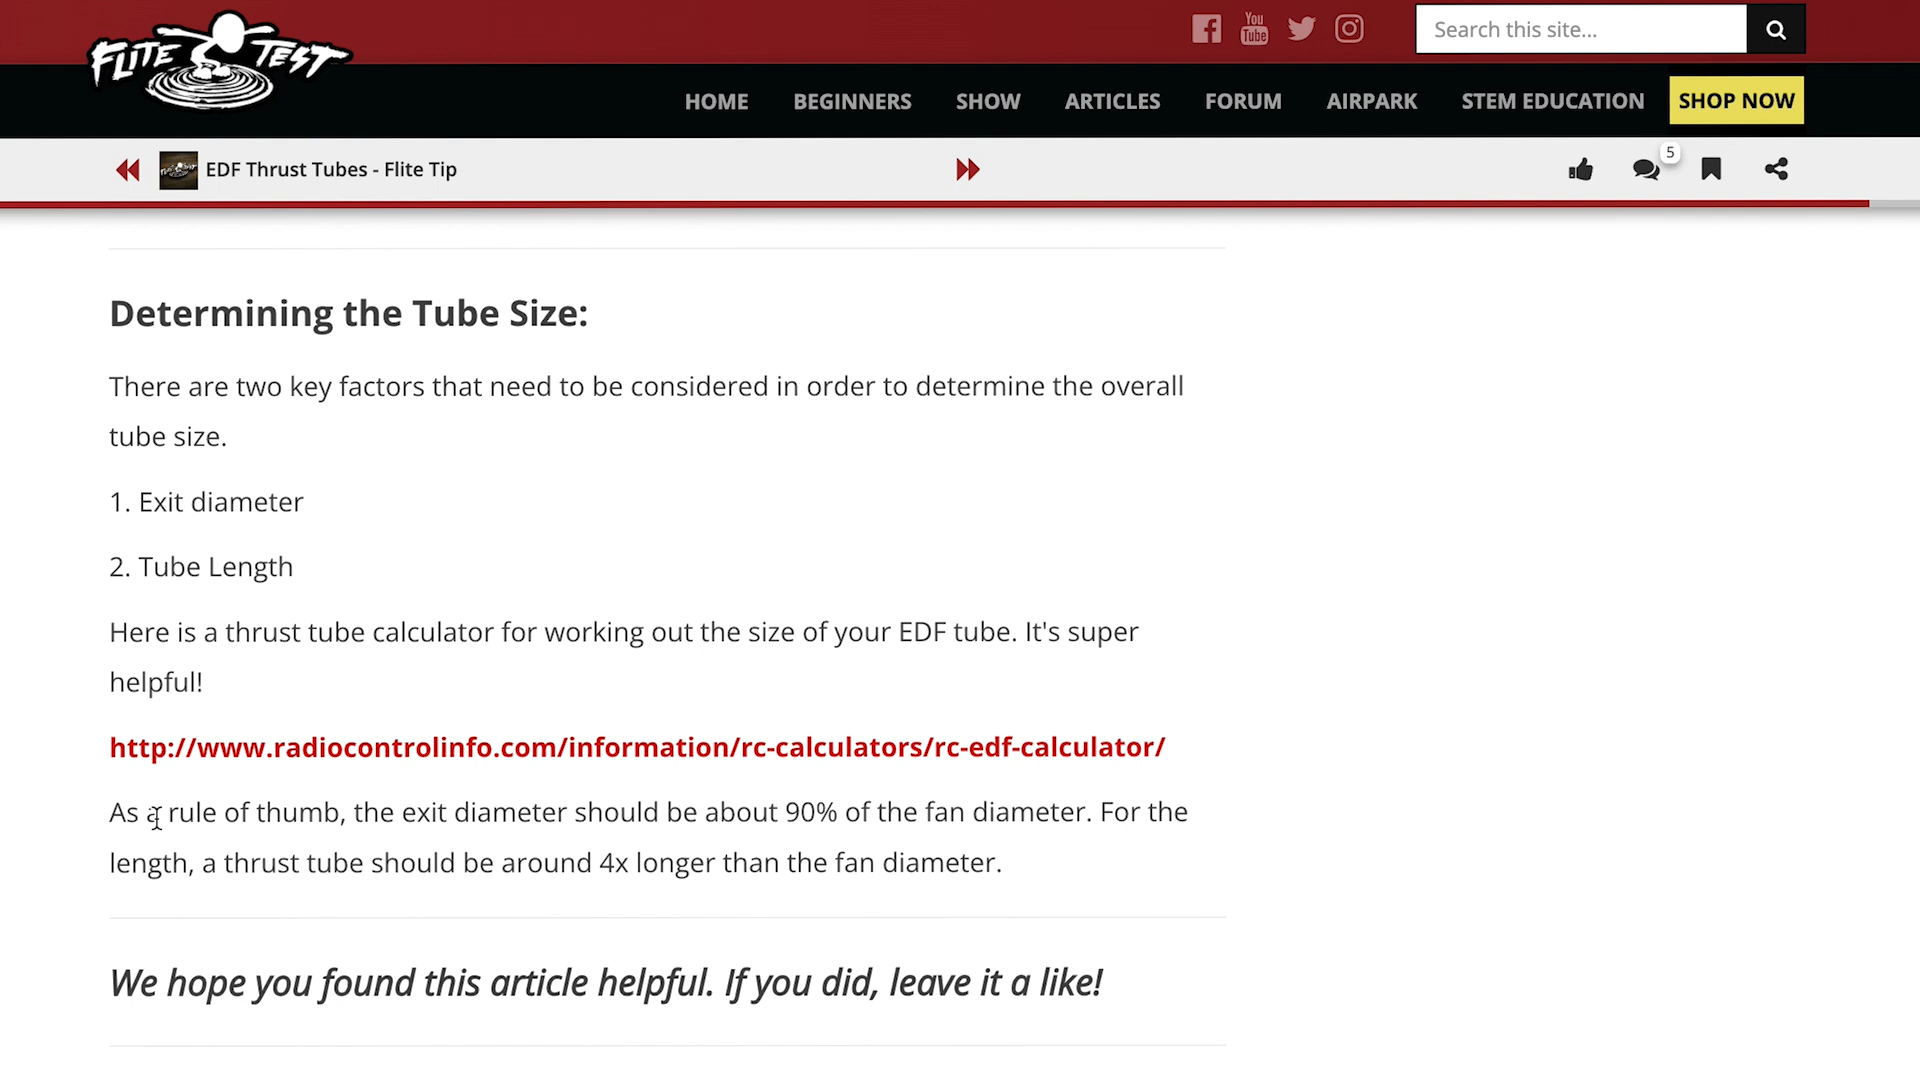 FLITE TEST
You
Tube
Search this site...
HOME BEGINNERS SHOW ARTICLES FORUM AIRPARK STEM EDUCATION SHOP NOW
EDF Thrust Tubes - Flite Tip
5
Determining the Tube Size:
There are two key factors that need to be considered in order to determine the overall
tube size.
1. Exit diameter
2. Tube Length
Here is a thrust tube calculator for working out the size of your EDF tube. It's super
helpful!
http://www.radiocontrolinfo.com/information/rc-calculators/rc-edf-calculator/
As a rule of thumb, the exit diameter should be about 90% of the fan diameter. For the
length, a thrust tube should be around 4x longer than the fan diameter.
We hope you found this article helpful. If you did, leave it a like!